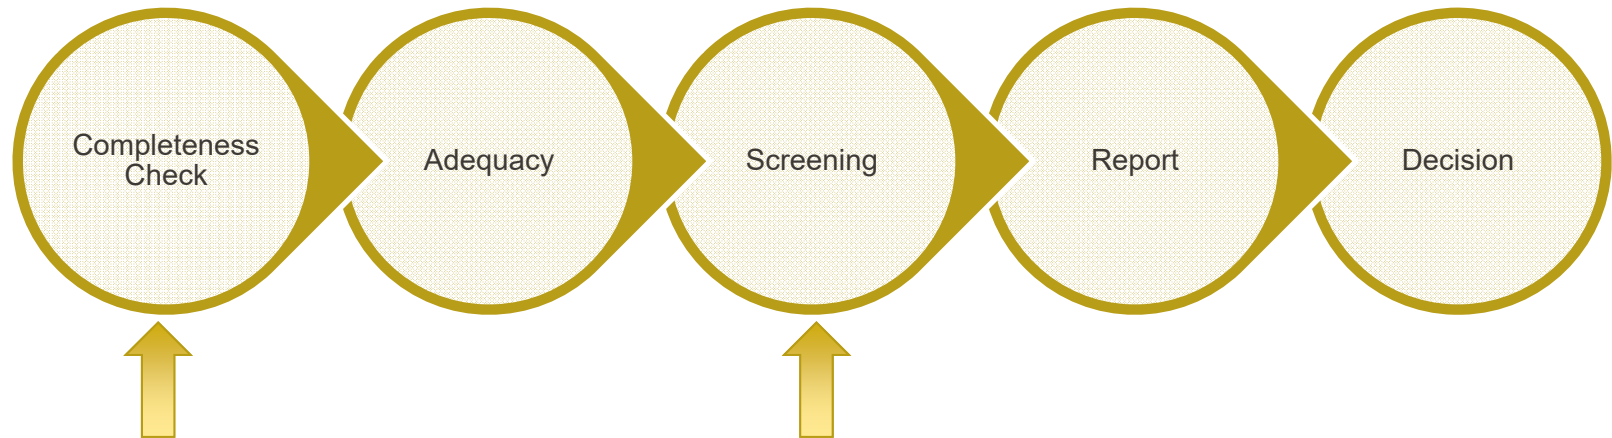 Completeness
Check
Adequacy
Screening
Report
Decision